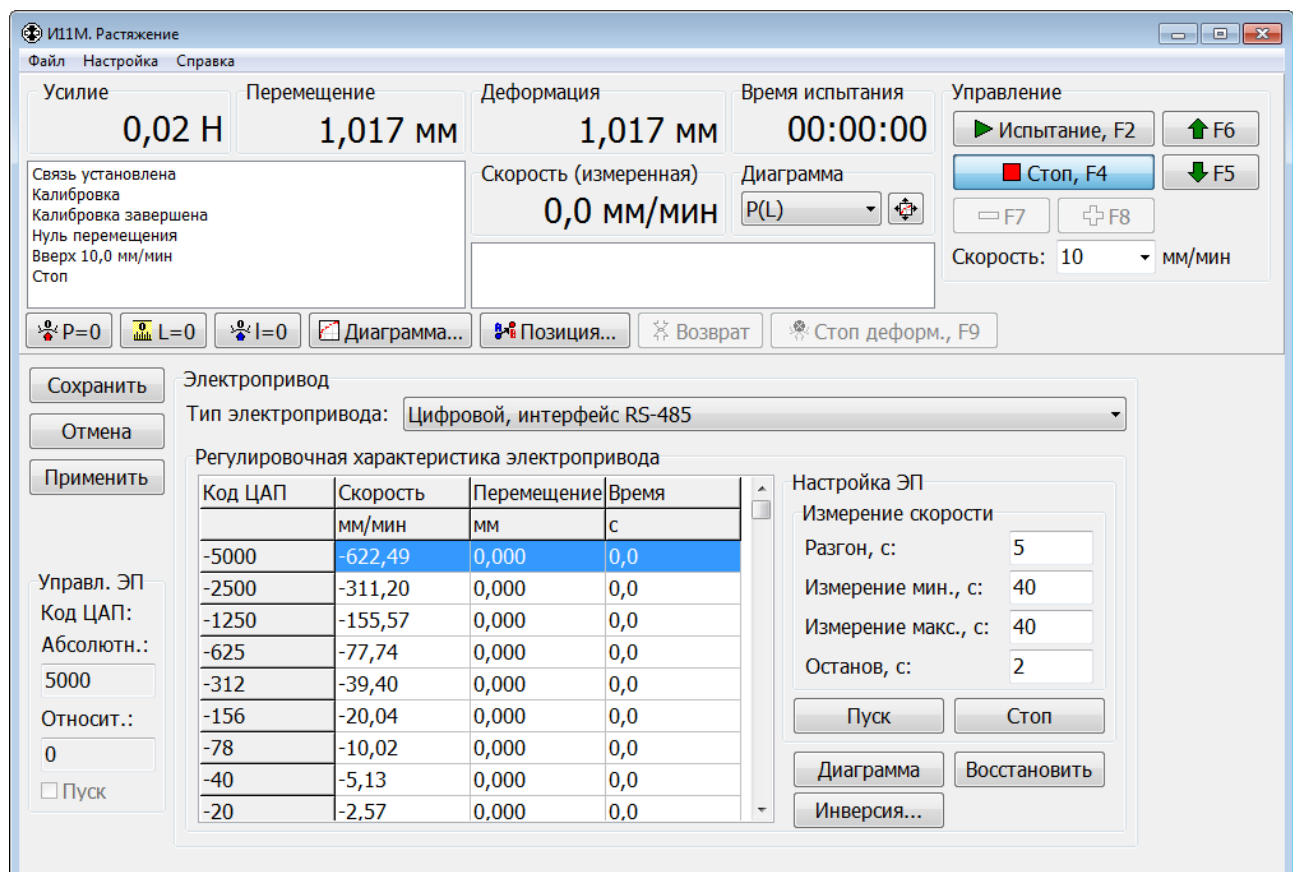 И11М. Растяжение
Файл Настройка Справка
Усилие Перемещение Деформация Время испытания Управление
0,02 Н 1,017 мм 1,017 мм 00:00:00
Испытание, F2 F6
Стоп, F4 F5
F7 F8
Скорость: 10 мм/мин
Связь установлена
Калибровка
Калибровка завершена
Нуль перемещения
Вверх 10,0 мм/мин
Стоп
Скорость (измеренная) Диаграмма
0,0 мм/мин P(L)
P=0 L=0 l=0 Диаграмма... Позиция... Возврат Стоп деформ., F9
Сохранить
Отмена
Применить
Управл. ЭП
Код ЦАП:
Абсолютн.:
5000
Относит.:
0
Пуск
Электропривод
Тип электропривода: Цифровой, интерфейс RS-485
Регулировочная характеристика электропривода
Код ЦАП Скорость Перемещение Время
мм/мин мм с
-5000 -622,49 0,000 0,0
-2500 -311,20 0,000 0,0
-1250 -155,57 0,000 0,0
-625 -77,74 0,000 0,0
-312 -39,40 0,000 0,0
-156 -20,04 0,000 0,0
-78 -10,02 0,000 0,0
-40 -5,13 0,000 0,0
-20 -2,57 0,000 0,0
Настройка ЭП
Измерение скорости
Разгон, с: 5
Измерение мин., с: 40
Измерение макс., с: 40
Останов, с: 2
Пуск Стоп
Диаграмма Восстановить
Инверсия...